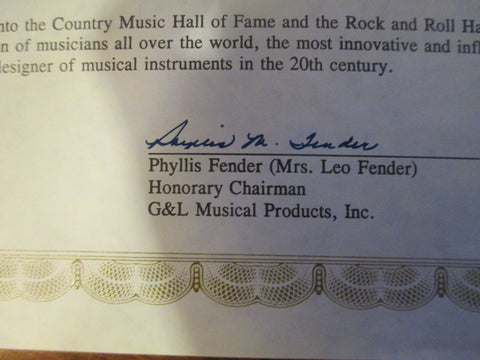 nto the Country Music Hall of Fame and the Rock and Roll Ha
n of musicians all over the world, the most innovative and infl
designer of musical instruments in the 20th century.
Phyllis M. Fender
Phyllis Fender (Mrs. Leo Fender)
Honorary Chairman
G&L Musical Products, Inc.